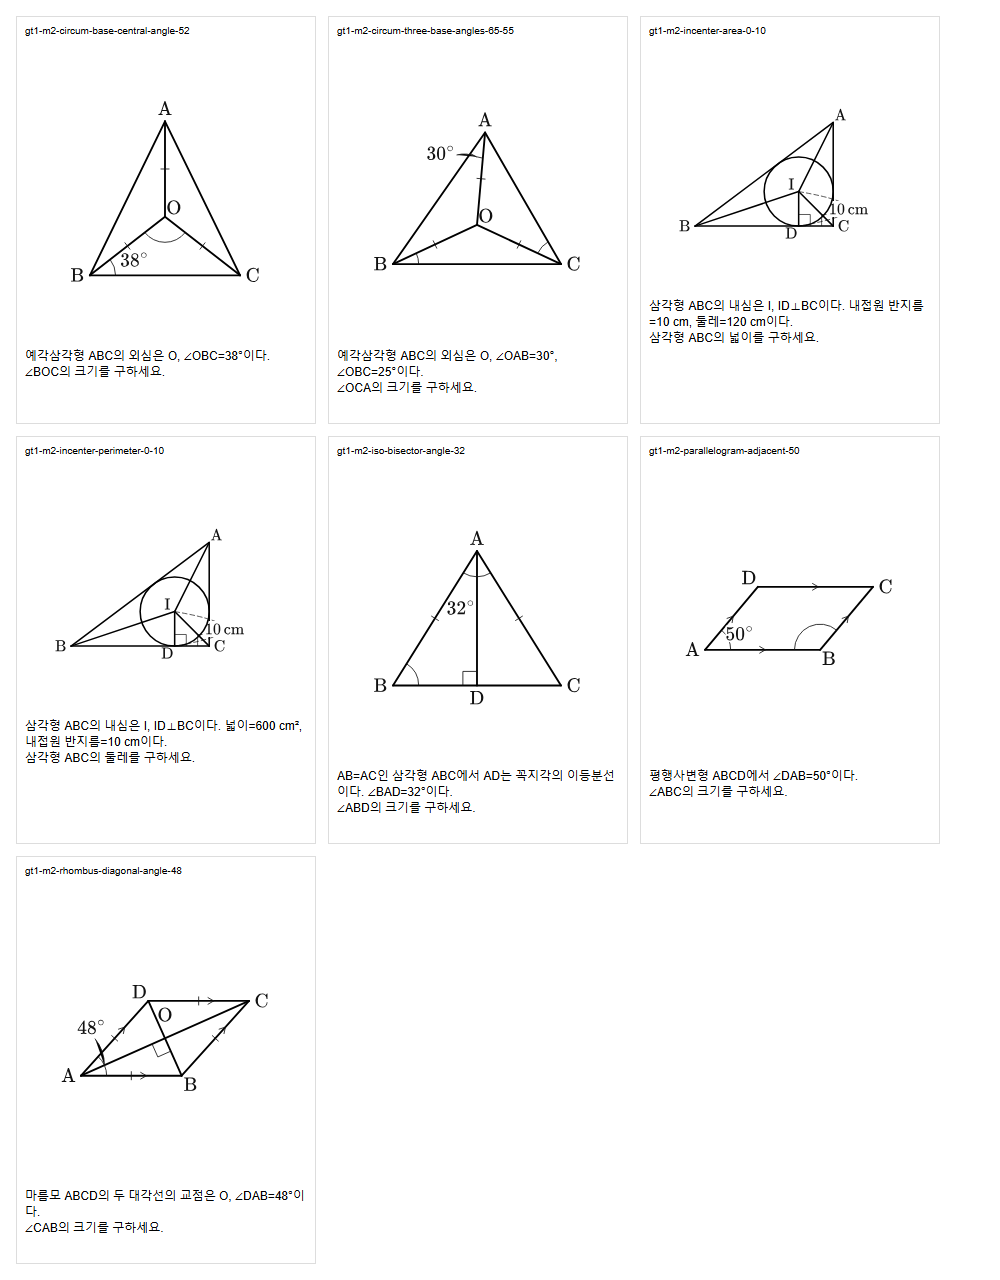 gt1-m2-circum-base-central-angle-52
A
O
38°
B
C
예각삼각형 ABC의 외심은 O, ∠OBC=38°이다.
∠BOC의 크기를 구하세요.
gt1-m2-circum-three-base-angles-65-55
A
30°
O
B
C
예각삼각형 ABC의 외심은 O, ∠OAB=30°,
∠OBC=25°이다.
∠OCA의 크기를 구하세요.
gt1-m2-incenter-area-0-10
A
I
10 cm
B
D
C
삼각형 ABC의 내심은 I, ID⊥BC이다. 내접원 반지름
=10 cm, 둘레=120 cm이다.
삼각형 ABC의 넓이를 구하세요.
gt1-m2-incenter-perimeter-0-10
A
I
10 cm
B
D
C
삼각형 ABC의 내심은 I, ID⊥BC이다. 넓이=600 cm²,
내접원 반지름=10 cm이다.
삼각형 ABC의 둘레를 구하세요.
gt1-m2-iso-bisector-angle-32
A
32°
B
C
D
AB=AC인 삼각형 ABC에서 AD는 꼭지각의 이등분선
이다. ∠BAD=32°이다.
∠ABD의 크기를 구하세요.
gt1-m2-parallelogram-adjacent-50
D
C
50°
A
B
평행사변형 ABCD에서 ∠DAB=50°이다.
∠ABC의 크기를 구하세요.
gt1-m2-rhombus-diagonal-angle-48
D
C
O
48°
A
B
마름모 ABCD의 두 대각선의 교점은 O, ∠DAB=48°이
다.
∠CAB의 크기를 구하세요.